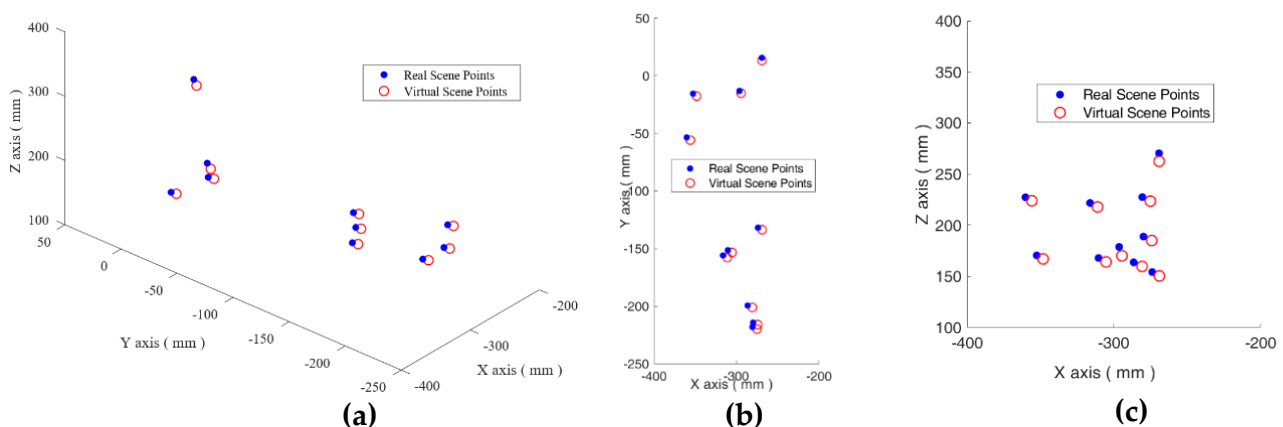 400
300
200
100
Z axis ( mm )
50
0
-50
-100
-150
-200
-250
Y axis ( mm )
-400
-300
-200
X axis ( mm )
Real Scene Points
Virtual Scene Points
(a)
50
0
-50
-100
-150
-200
-250
Y axis ( mm )
-400
-300
-200
X axis ( mm )
Real Scene Points
Virtual Scene Points
(b)
400
350
300
250
200
150
100
Z axis ( mm )
-400
-300
-200
X axis ( mm )
Real Scene Points
Virtual Scene Points
(c)